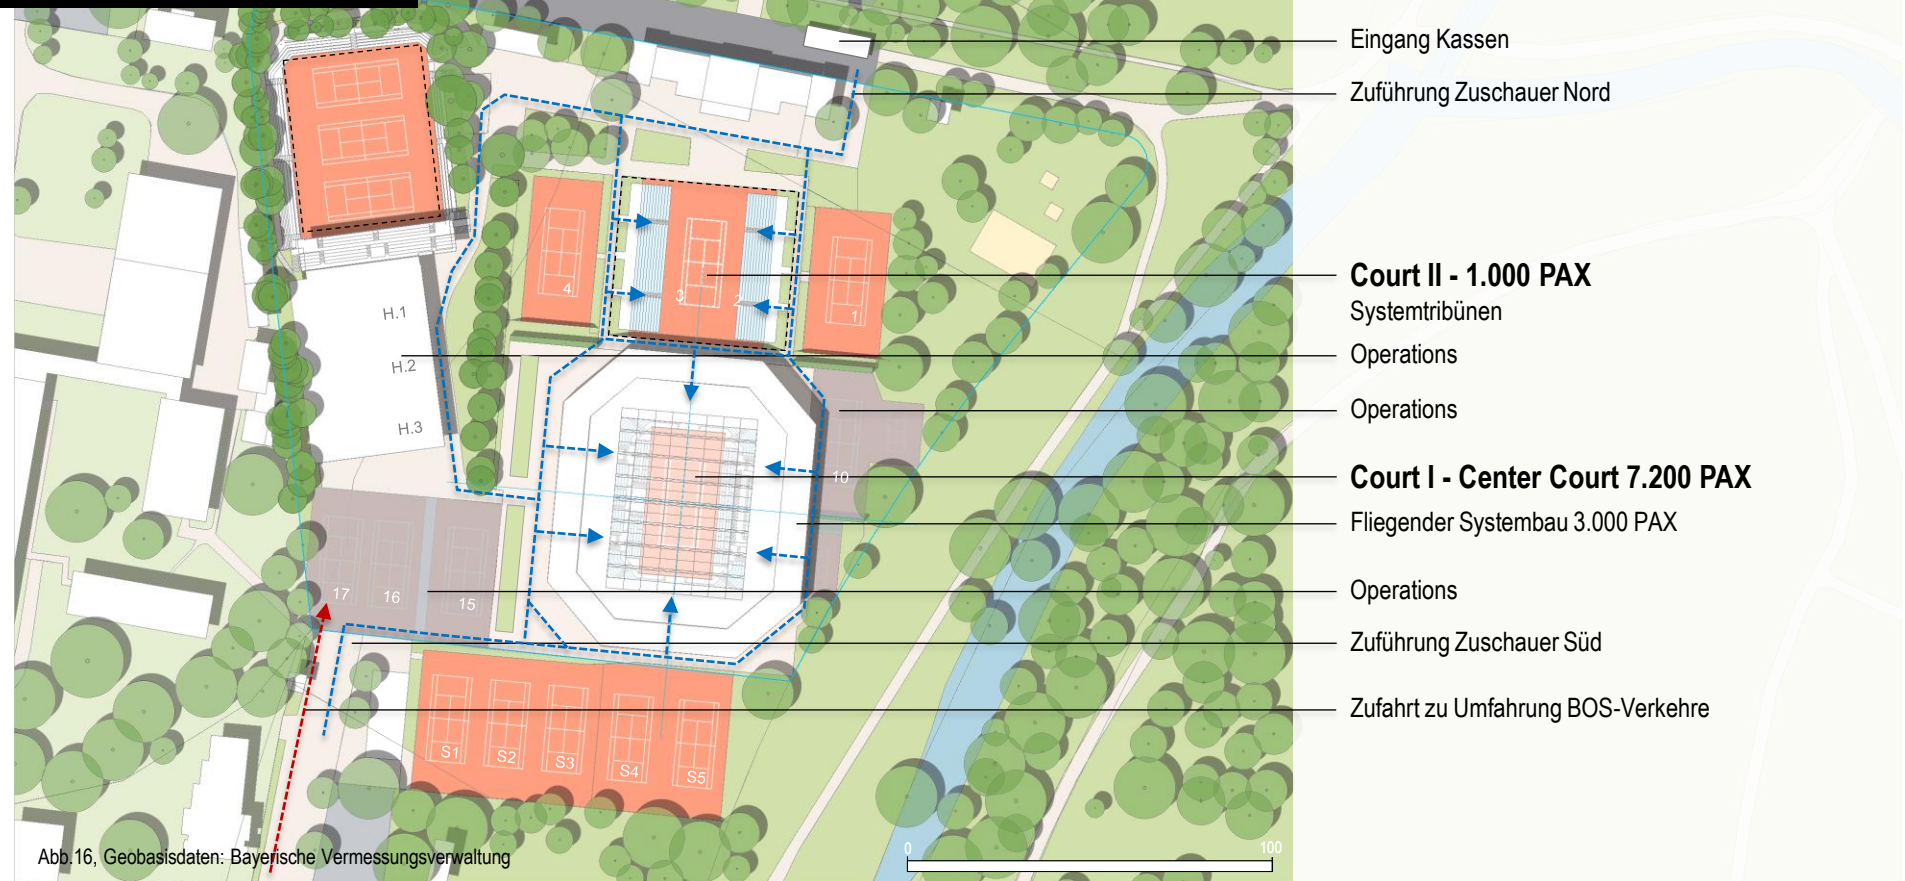 Eingang Kassen
Zuführung Zuschauer Nord
Court II - 1.000 PAX
Systemtribünen
Operations
Operations
Court I - Center Court 7.200 PAX
Fliegender Systembau 3.000 PAX
Operations
Zuführung Zuschauer Süd
Zufahrt zu Umfahrung BOS-Verkehre
4
3
2
1
H.1
H.2
H.3
10
17
16
15
S1
S2
S3
S4
S5
Abb.16, Geobasisdaten: Bayerische Vermessungsverwaltung
0
100